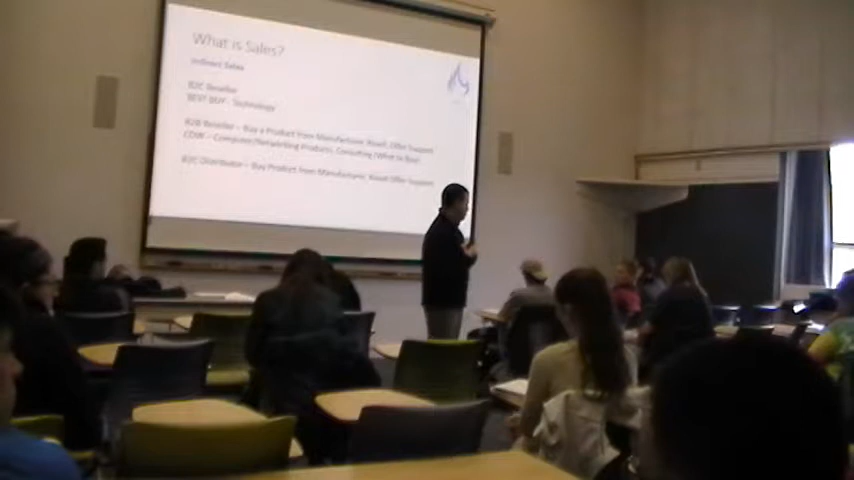 What is Sales?
Indirect Sales
B2C Reseller
BEST BUY - Technology
B2B Reseller – Buy a Product from Manufacturer, Resell, Offer Support
CDW – Computer/Networking Products, Consulting (What to Buy)
B2C Distributor – Buy Product from Manufacturer, Resell Offer Support